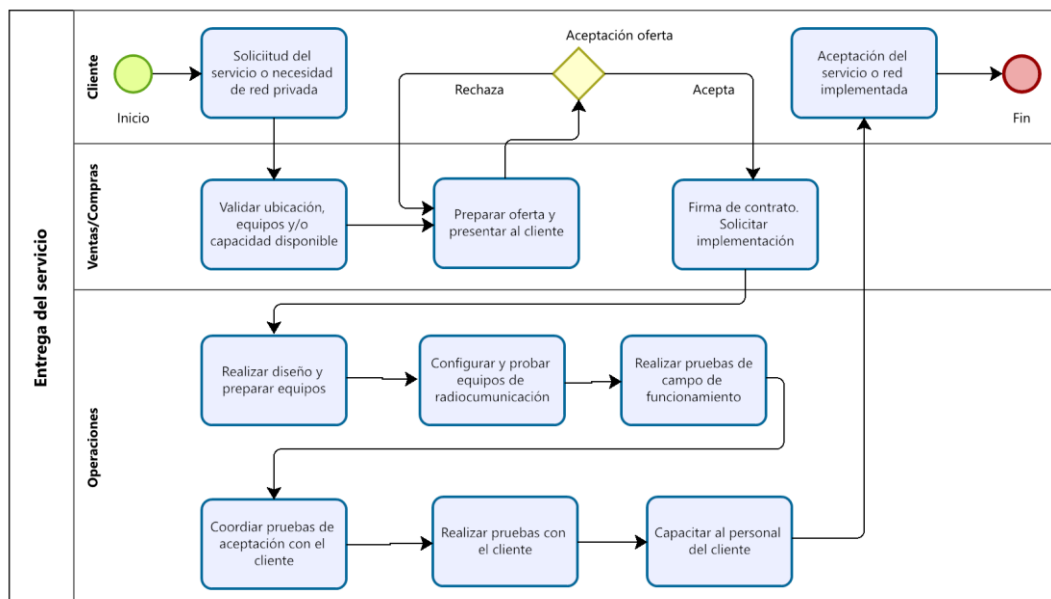 Entrega del servicio
Cliente
Inicio
Soliciitud del
servicio o necesidad
de red privada
Aceptación oferta
Rechaza
Acepta
Aceptación del
servicio o red
implementada
Fin
Ventas/Compras
Validar ubicación,
equipos y/o
capacidad disponible
Preparar oferta y
presentar al cliente
Firma de contrato.
Solicitar
implementación
Operaciones
Realizar diseño y
preparar equipos
Configurar y probar
equipos de
radiocumunicación
Realizar pruebas de
campo de
funcionamiento
Coordiar pruebas de
aceptación con el
cliente
Realizar pruebas con
el cliente
Capacitar al personal
del cliente